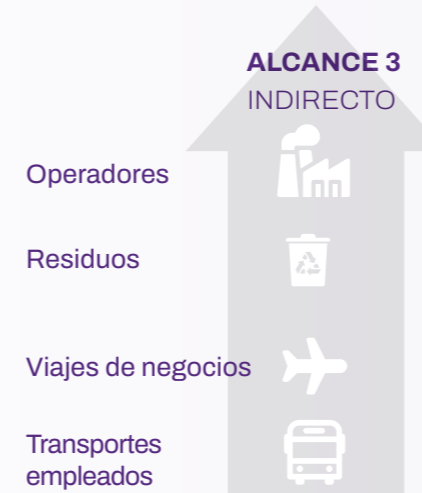 ALCANCE 3
INDIRECTO
Operadores
Residuos
Viajes de negocios
Transportes
empleados